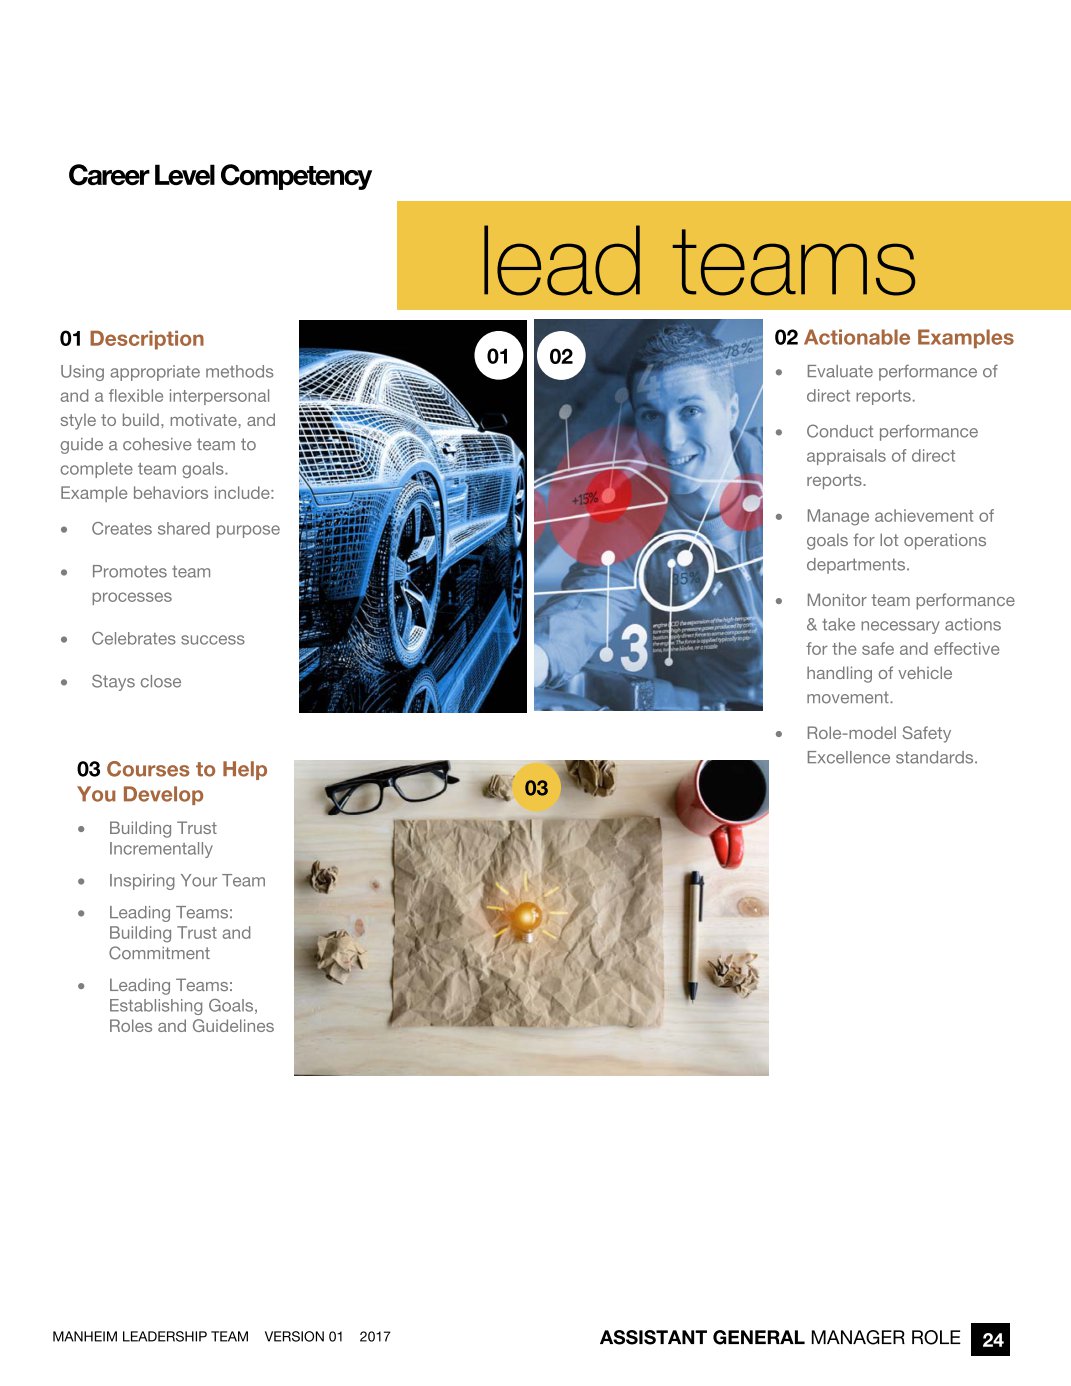 Career Level Competency
lead teams
01 Description
Using appropriate methods
and a flexible interpersonal
style to build, motivate, and
guide a cohesive team to
complete team goals.
Example behaviors include:
• Creates shared purpose
• Promotes team
processes
• Celebrates success
• Stays close
01
02
78%
4
+15%
35%
3
02 Actionable Examples
• Evaluate performance of
direct reports.
• Conduct performance
appraisals of direct
reports.
• Manage achievement of
goals for lot operations
departments.
• Monitor team performance
& take necessary actions
for the safe and effective
handling of vehicle
movement.
• Role-model Safety
Excellence standards.
03 Courses to Help
You Develop
• Building Trust
Incrementally
• Inspiring Your Team
• Leading Teams:
Building Trust and
Commitment
• Leading Teams:
Establishing Goals,
Roles and Guidelines
03
MANHEIM LEADERSHIP TEAM VERSION 01 2017
ASSISTANT GENERAL MANAGER ROLE 24